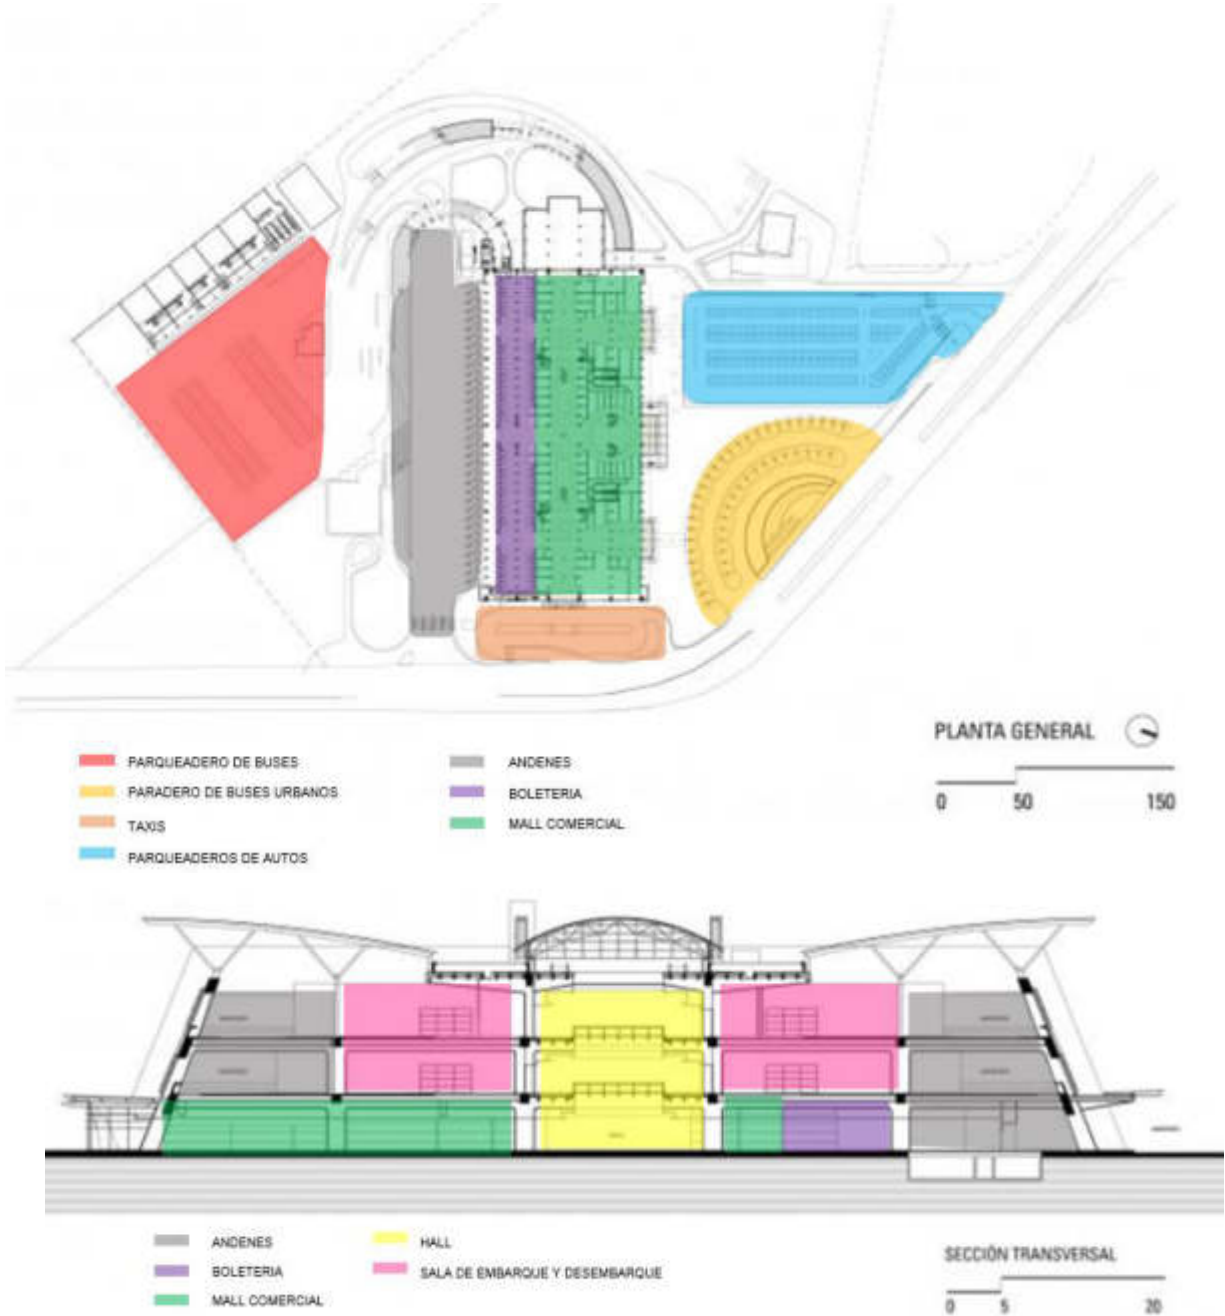 PLANTA GENERAL
0 50 150
PARQUEADERO DE BUSES
PARADERO DE BUSES URBANOS
TAXIS
PARQUEADEROS DE AUTOS
ANDENES
BOLETERIA
MALL COMERCIAL
ANDENES
BOLETERIA
MALL COMERCIAL
HALL
SALA DE EMBARQUE Y DESEMBARQUE
SECCIÓN TRANSVERSAL
0 5 20